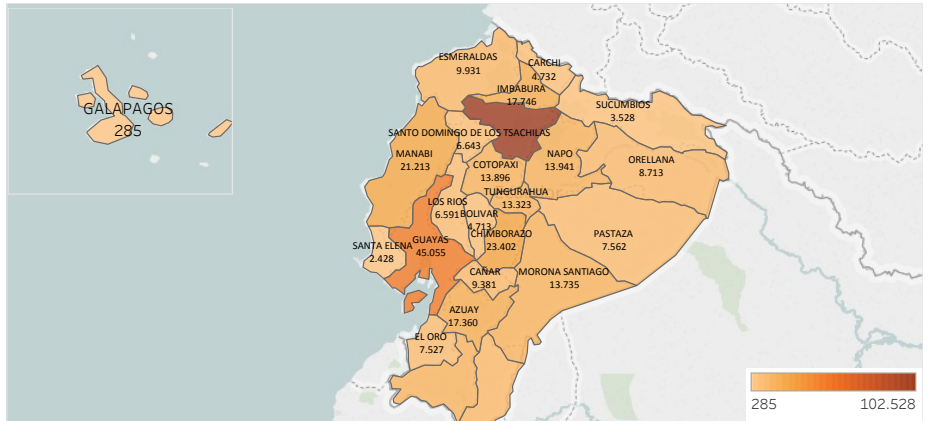 ESMERALDAS
9.931
CARCHI
4.732
IMBABURA
17.746
SUCUMBIOS
3.528
GALAPAGOS
285
SANTO DOMINGO DE LOS TSACHILAS
6.643
MANABI
21.213
COTOPAXI
13.896
NAPO
13.941
ORELLANA
8.713
TUNGURAHUA
13.323
LOS RIOS
6.591
BOLIVAR
4.713
CHIMBORAZO
23.402
PASTAZA
7.562
SANTA ELENA
2.428
GUAYAS
45.055
CAÑAR
9.381
MORONA SANTIAGO
13.735
AZUAY
17.360
EL ORO
7.527
285
102.528